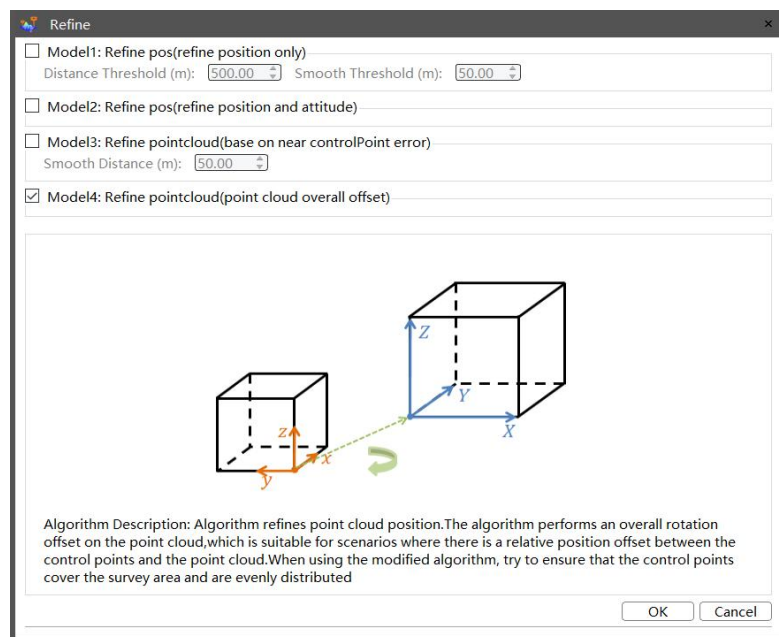 Refine
Model1: Refine pos(refine position only)
Distance Threshold (m): 500.00 Smooth Threshold (m): 50.00
Model2: Refine pos(refine position and attitude)
Model3: Refine pointcloud(base on near controlPoint error)
Smooth Distance (m): 50.00
Model4: Refine pointcloud(point cloud overall offset)
Z
Y
X
z
x
y
Algorithm Description: Algorithm refines point cloud position.The algorithm performs an overall rotation
offset on the point cloud,which is suitable for scenarios where there is a relative position offset between the
control points and the point cloud.When using the modified algorithm, try to ensure that the control points
cover the survey area and are evenly distributed
OK Cancel